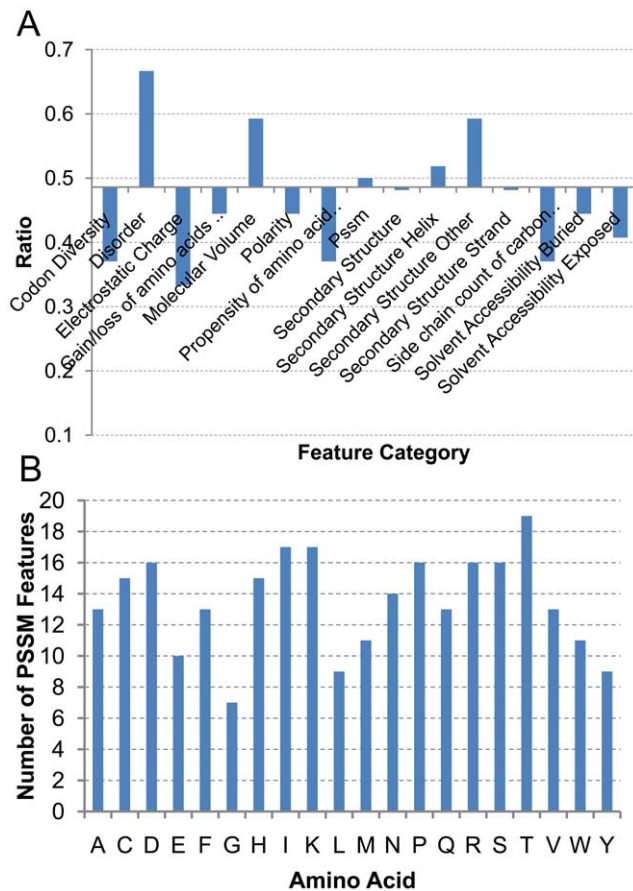 A
0.7
0.6
0.5
0.4
0.3
0.2
0.1
Ratio
Codon Diversity
Disorder
Electrostatic Charge
Gain/loss of amino acids ..
Molecular Volume
Polarity
Propensity of amino acid..
Pssm
Secondary Structure
Secondary Structure Helix
Secondary Structure Other
Secondary Structure Strand
Side chain count of carbon..
Solvent Accessibility Buried
Solvent Accessibility Exposed
Feature Category
B
20
18
16
14
12
10
8
6
4
2
0
Number of PSSM Features
A C D E F G H I K L M N P Q R S T V W Y
Amino Acid